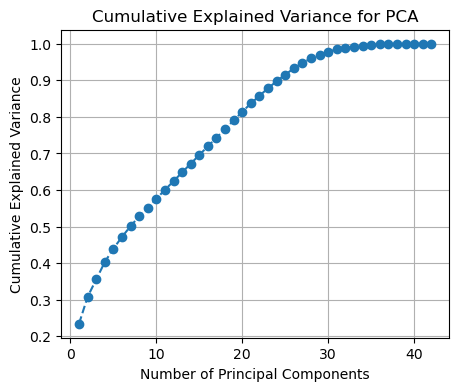 Cumulative Explained Variance for PCA
Cumulative Explained Variance
1.0
0.9
0.8
0.7
0.6
0.5
0.4
0.3
0.2
0 10 20 30 40
Number of Principal Components